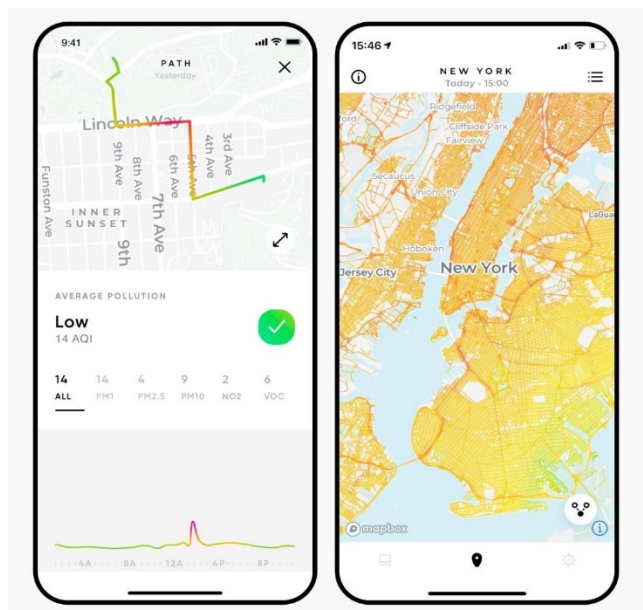 9:41
PATH
Yesterday
Lincoln Way
9th Ave
8th Ave
7th Ave
6th Ave
5th Ave
4th Ave
3rd Ave
Funston Ave
INNER
SUNSET
9th
AVERAGE POLLUTION
Low
14 AQI
14 14 4 9 2 6
ALL PM1 PM2.5 PM10 NO2 VOC
4A 8A 12A 4P 8P
15:46
NEW YORK
Today - 15:00
Ridgefield
Cliffside Park
Fairview
Secaucus
Union City
LaGuar
Hoboken
Jersey City
New York
mapbox